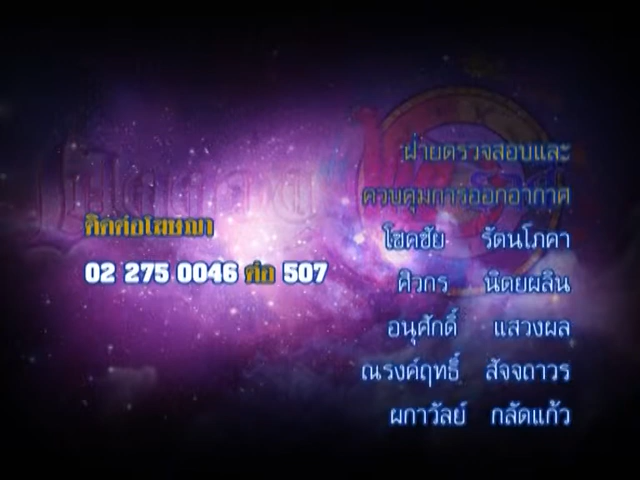 ติดต่อโฆษณา
02 275 0046 ต่อ 507
ฝ่ายตรวจสอบและ
ควบคุมการออกอากาศ
โชคชัย รัตนโภคา
ศิวกร นิตยผลิน
อนุศักดิ์ แสวงผล
ณรงค์ฤทธิ์ สัจจถาวร
ผกาวัลย์ กลัดแก้ว